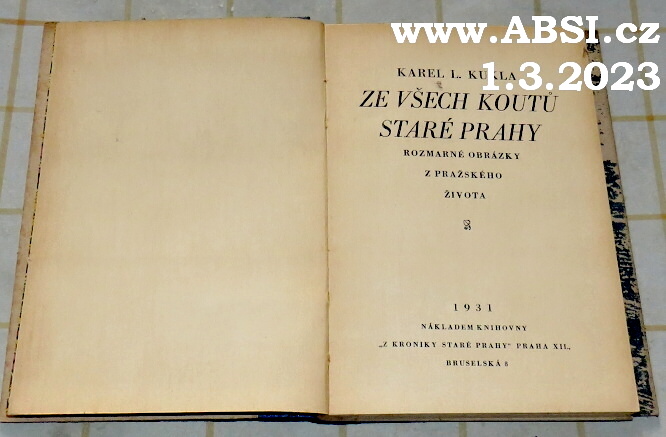 www.ABSI.cz
1.3.2023
KAREL L. KUKLA
ZE VŠECH KOUTŮ
STARÉ PRAHY
ROZMARNÉ OBRÁZKY
Z PRAŽSKÉHO
ŽIVOTA
1931
NÁKLADEM KNIHOVNY
„Z KRONIKY STARÉ PRAHY“ PRAHA XII.,
BRUSELSKÁ 8